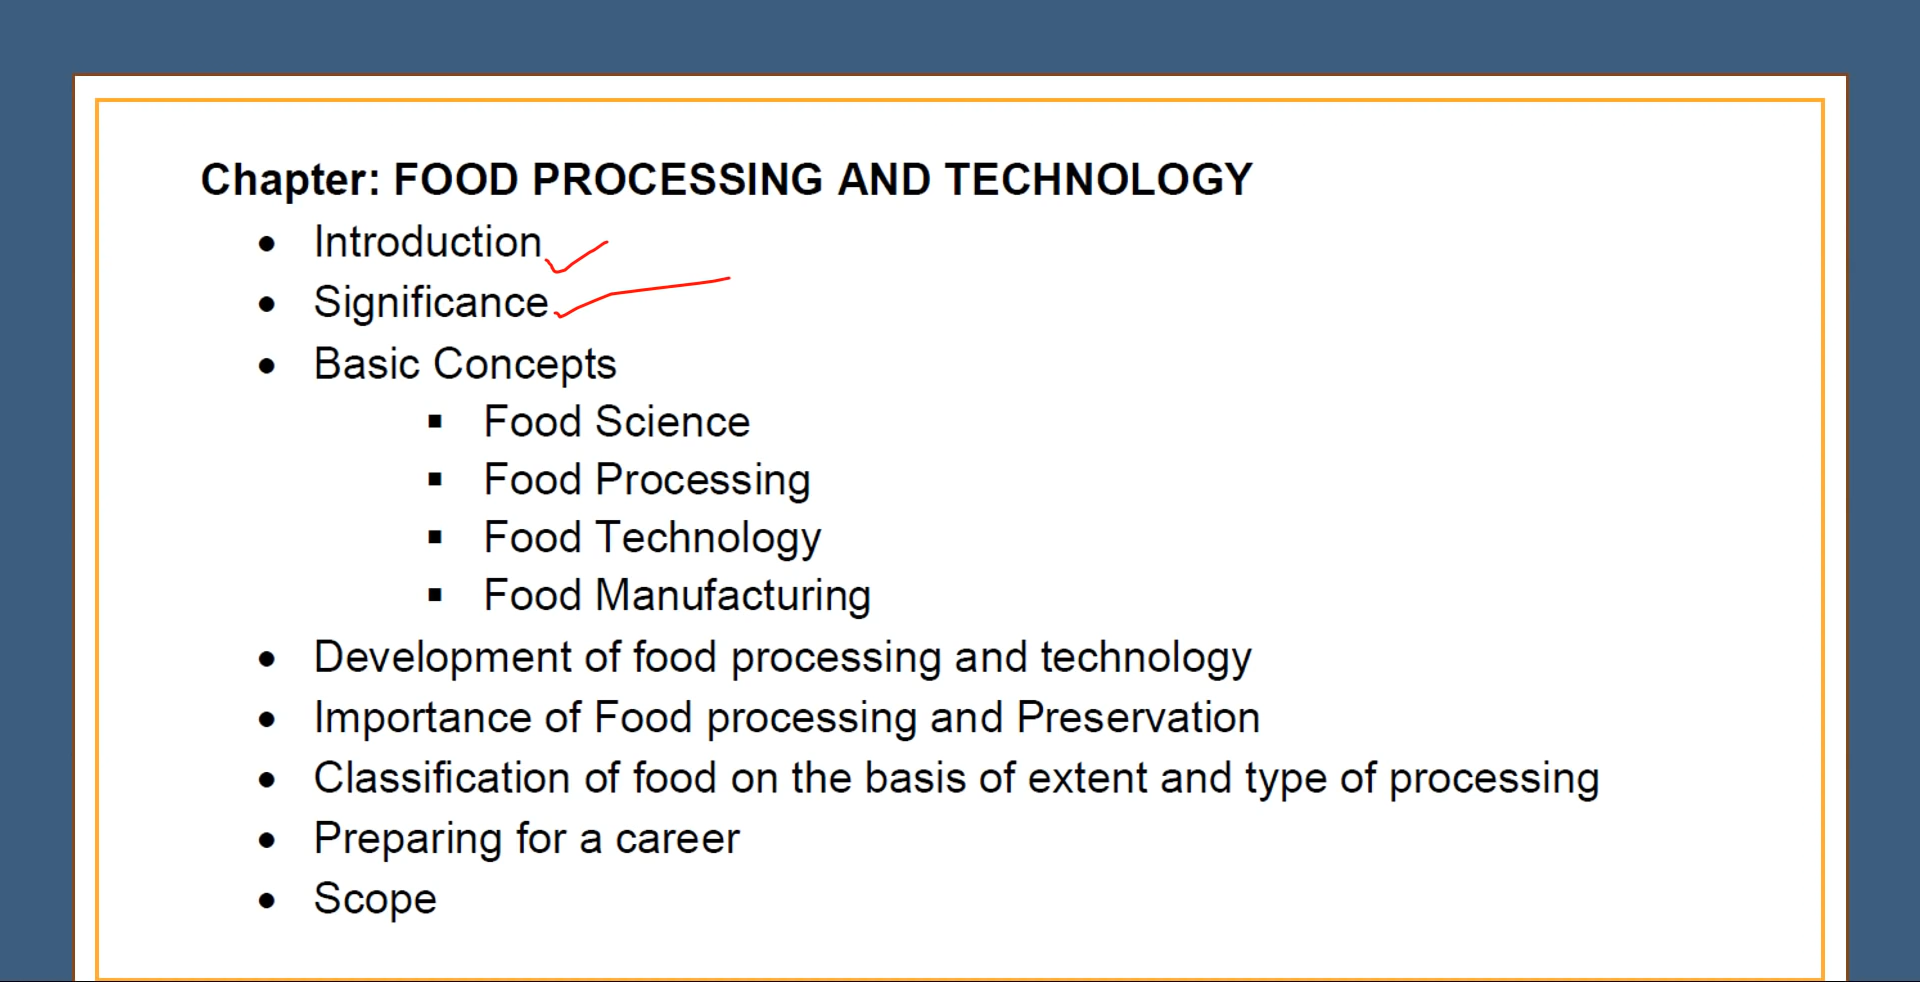 Chapter: FOOD PROCESSING AND TECHNOLOGY
• Introduction
• Significance
• Basic Concepts
▪ Food Science
▪ Food Processing
▪ Food Technology
▪ Food Manufacturing
• Development of food processing and technology
• Importance of Food processing and Preservation
• Classification of food on the basis of extent and type of processing
• Preparing for a career
• Scope